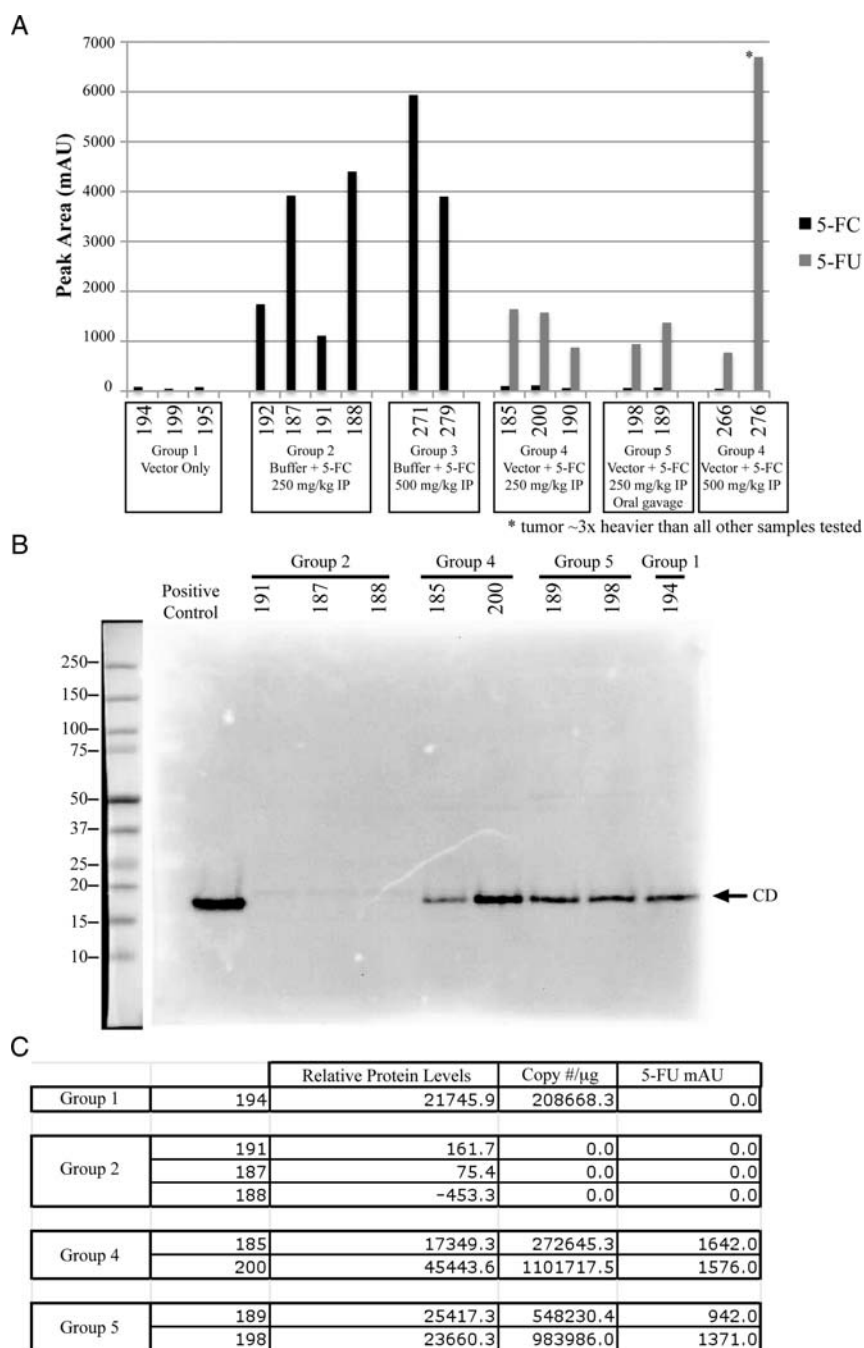 A
7000
6000
5000
4000
3000
2000
1000
0
Peak Area (mAU)
*
5-FC
5-FU
194 199 195 192 187 191 188 271 279 185 200 190 198 189 266 276
Group 1
Vector Only
Group 2
Buffer + 5-FC
250 mg/kg IP
Group 3
Buffer + 5-FC
500 mg/kg IP
Group 4
Vector + 5-FC
250 mg/kg IP
Group 5
Vector + 5-FC
250 mg/kg IP
Oral gavage
Group 4
Vector + 5-FC
500 mg/kg IP
* tumor ~3x heavier than all other samples tested
B
Group 2 Group 4 Group 5 Group 1
Positive
Control
191 187 188 185 200 189 198 194
250
150
100
75
50
37
25
20
15
10
CD
C
Relative Protein Levels Copy #/µg 5-FU mAU
Group 1 194 21745.9 208668.3 0.0
Group 2
191 161.7 0.0 0.0
187 75.4 0.0 0.0
188 -453.3 0.0 0.0
Group 4
185 17349.3 272645.3 1642.0
200 45443.6 1101717.5 1576.0
Group 5
189 25417.3 548230.4 942.0
198 23660.3 983986.0 1371.0